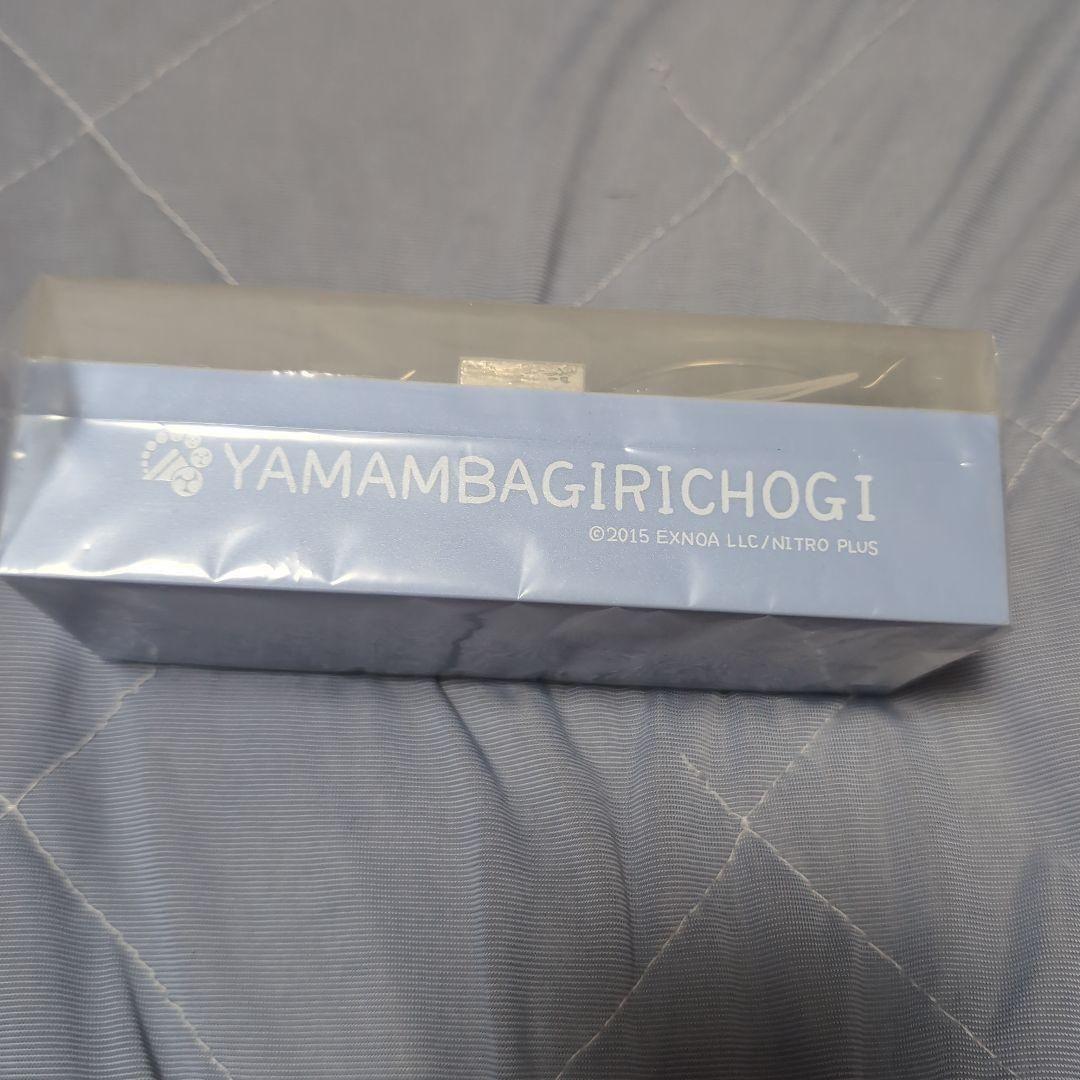 YAMAMBAGIRICHOGI
©2015 EXNOA LLC/NITRO PLUS